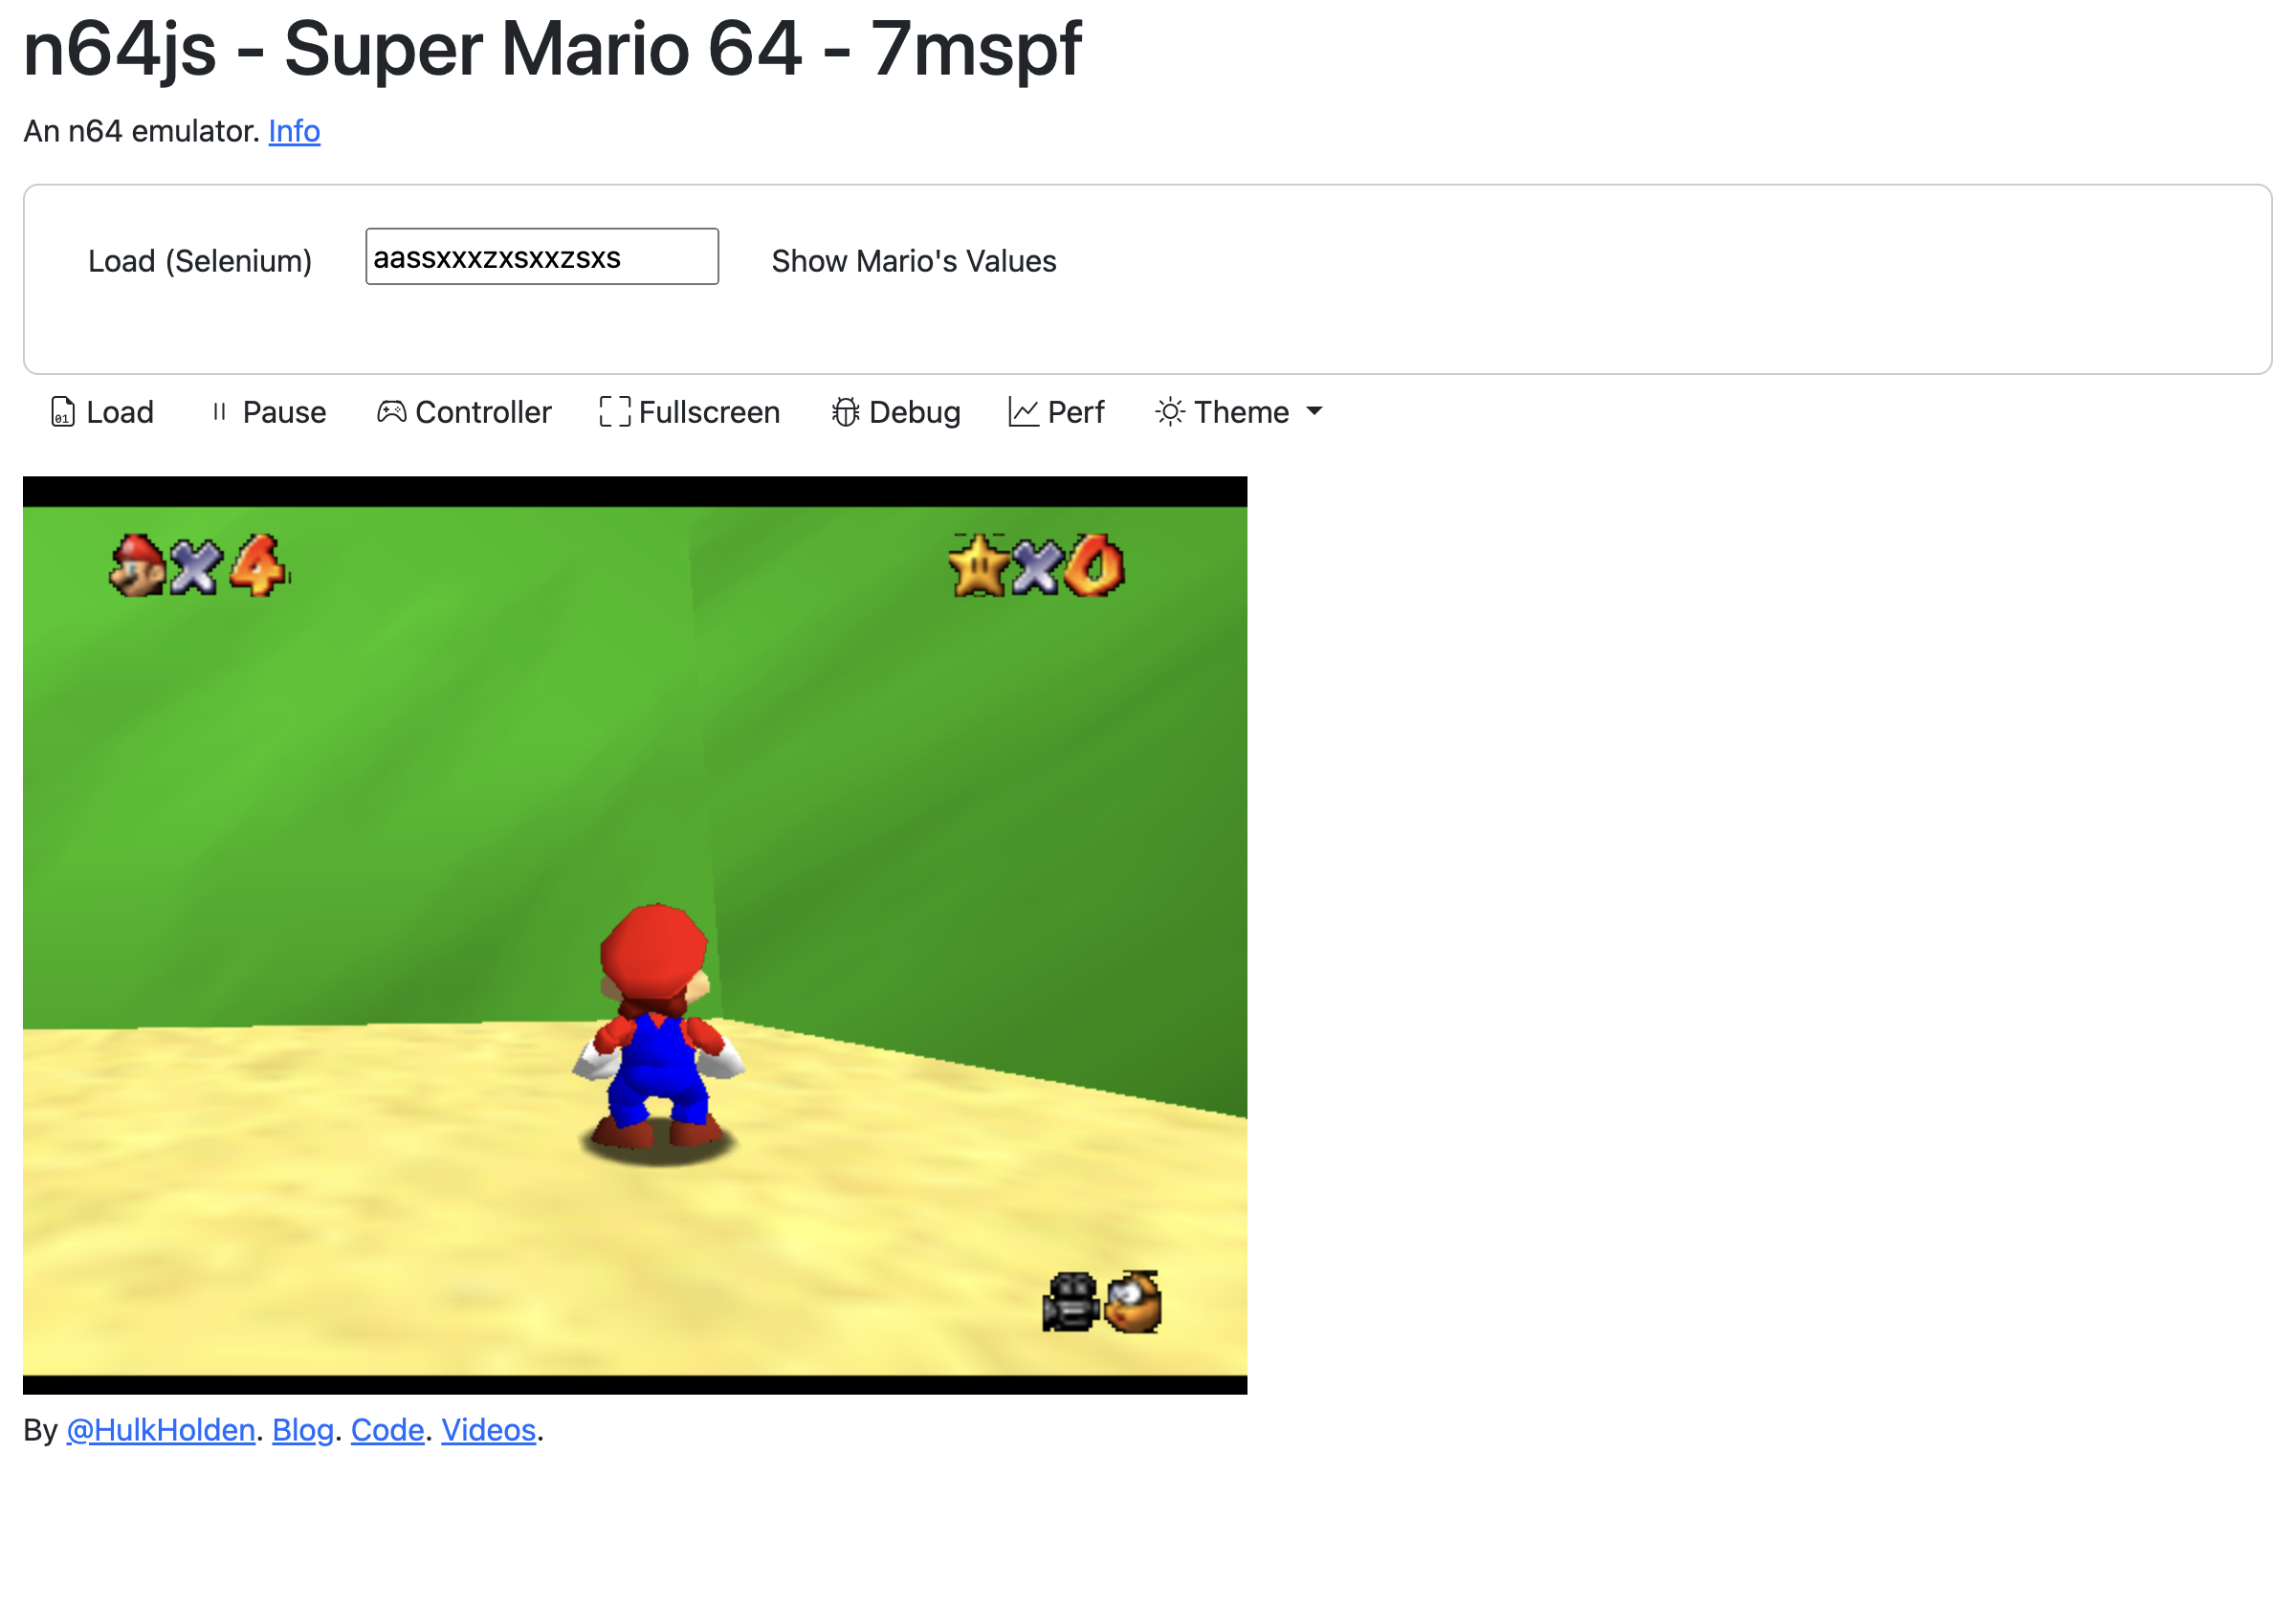 n64js - Super Mario 64 - 7mspf
An n64 emulator. Info
Load (Selenium) aassxxxzxsxxzsxs Show Mario's Values
Load Pause Controller Fullscreen Debug Perf Theme
×4 ×0
By @HulkHolden. Blog. Code. Videos.